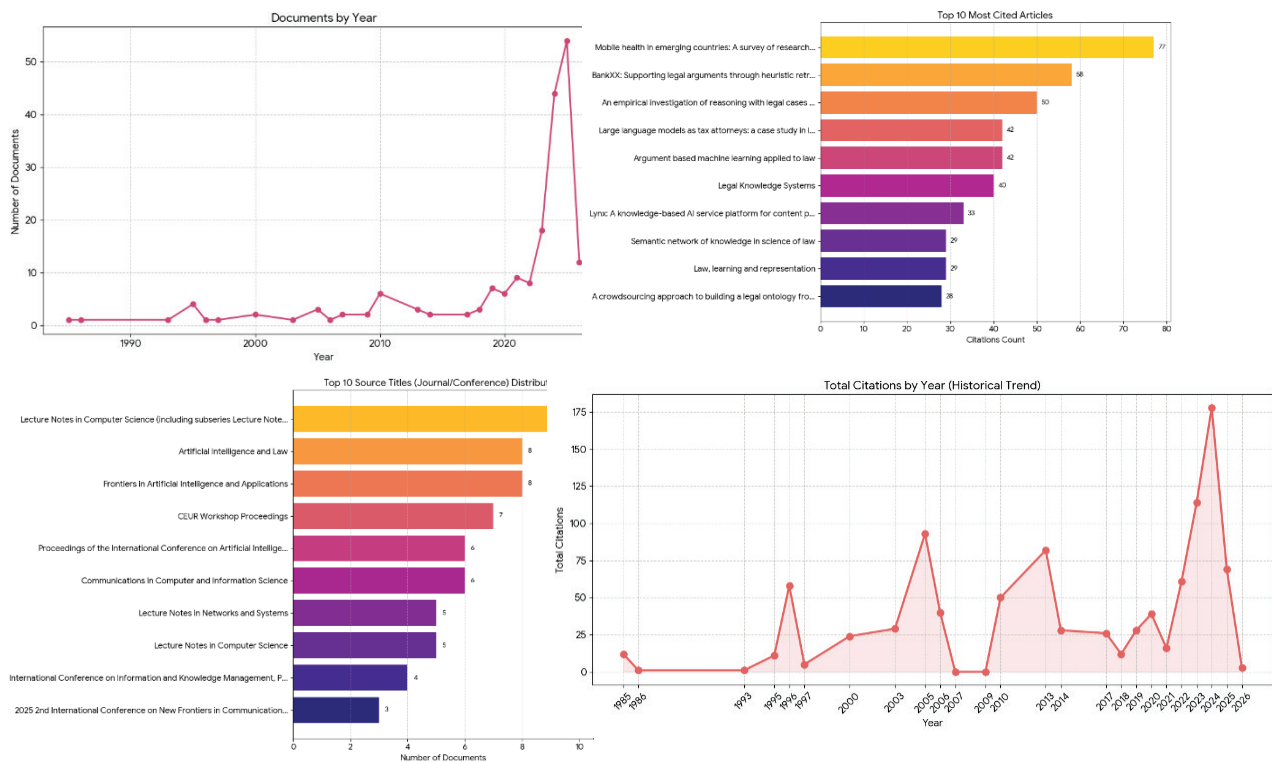 Documents by Year
Number of Documents
50
40
30
20
10
0
1990
2000
2010
2020
Year
Top 10 Most Cited Articles
Mobile health in emerging countries: A survey of research...
77
BankXX: Supporting legal arguments through heuristic retr...
58
An empirical investigation of reasoning with legal cases ...
50
Large language models as tax attorneys: a case study in l...
42
Argument based machine learning applied to law
42
Legal Knowledge Systems
40
Lynx: A knowledge-based AI service platform for content p...
33
Semantic network of knowledge in science of law
29
Law, learning and representation
29
A crowdsourcing approach to building a legal ontology fro...
28
0 10 20 30 40 50 60 70 80
Citations Count
Top 10 Source Titles (Journal/Conference) Distribut
Lecture Notes in Computer Science (including subseries Lecture Note...
Artificial Intelligence and Law
8
Frontiers in Artificial Intelligence and Applications
8
CEUR Workshop Proceedings
7
Proceedings of the International Conference on Artificial Intellige...
6
Communications in Computer and Information Science
6
Lecture Notes in Networks and Systems
5
Lecture Notes in Computer Science
5
International Conference on Information and Knowledge Management, P...
4
2025 2nd International Conference on New Frontiers in Communication...
3
0 2 4 6 8 10
Number of Documents
Total Citations by Year (Historical Trend)
Total Citations
175
150
125
100
75
50
25
0
1985 1986 1993 1995 1996 1997 2000 2003 2005 2006 2007 2009 2010 2013 2014 2017 2018 2019 2020 2021 2022 2023 2024 2025 2026
Year